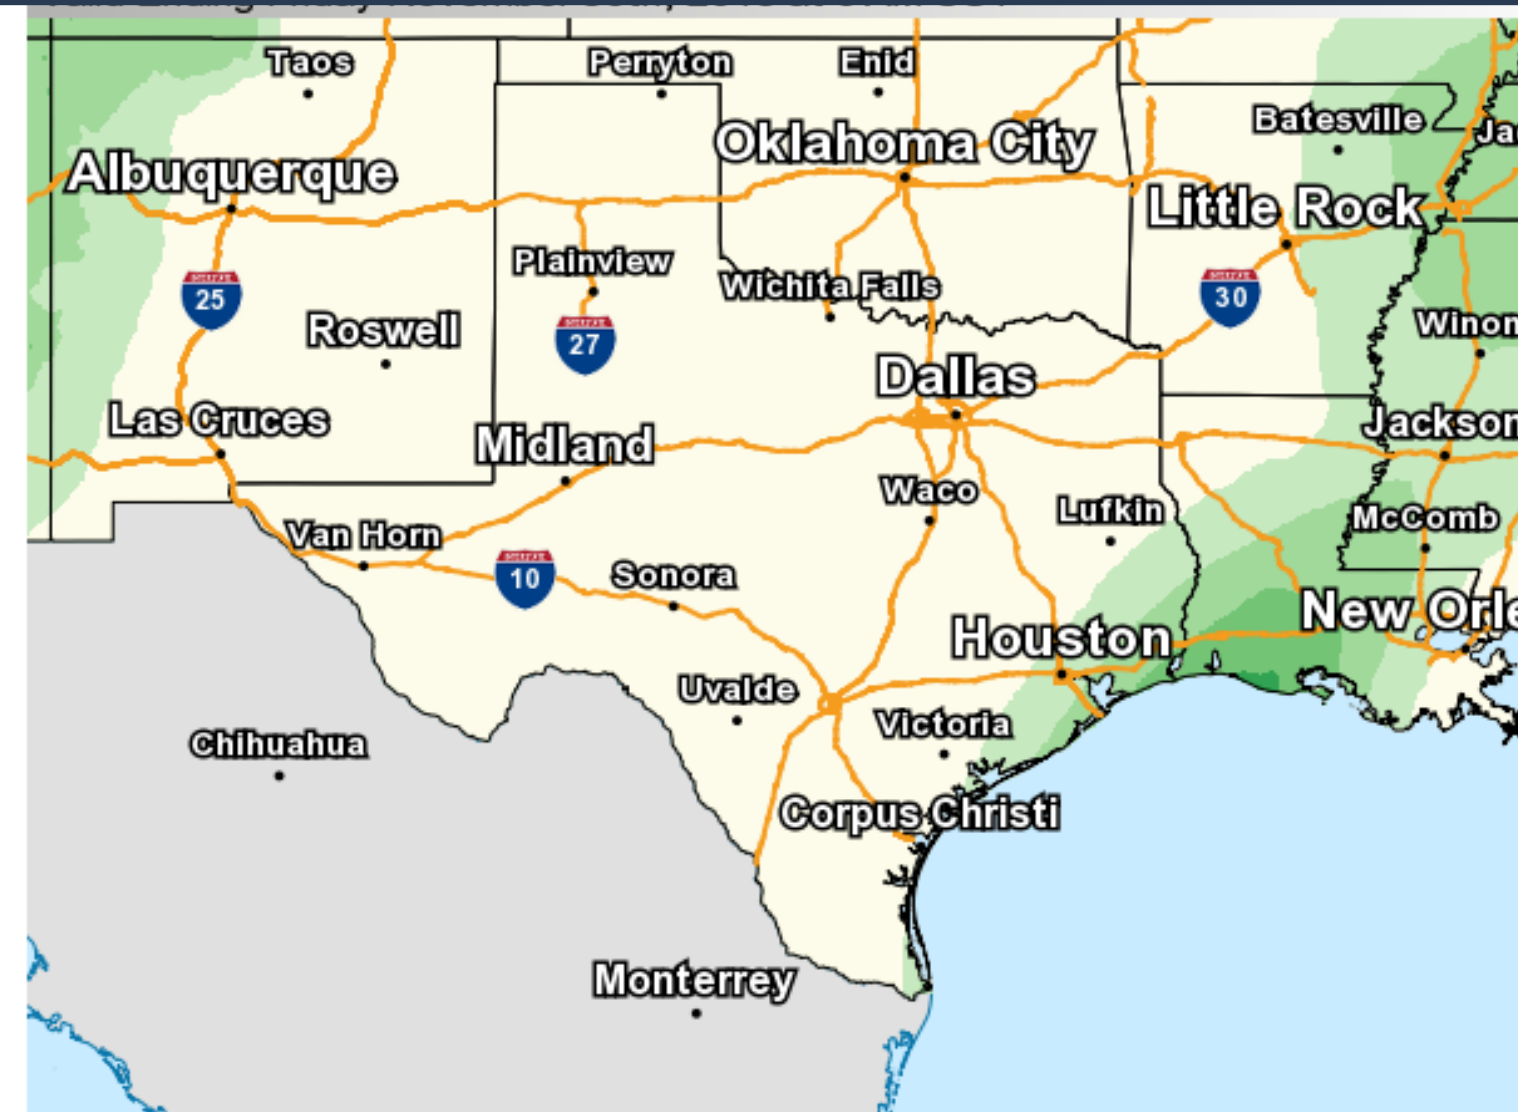 Taos
Perryton
Enid
Batesville
Oklahoma City
Albuquerque
Little Rock
Plainview
Wichita Falls
25
30
Roswell
27
Dallas
Las Cruces
Midland
Jackson
Waco
Lufkin
McComb
Van Horn
10
Sonora
New Orle
Houston
Uvalde
Victoria
Chihuahua
Corpus Christi
Monterrey